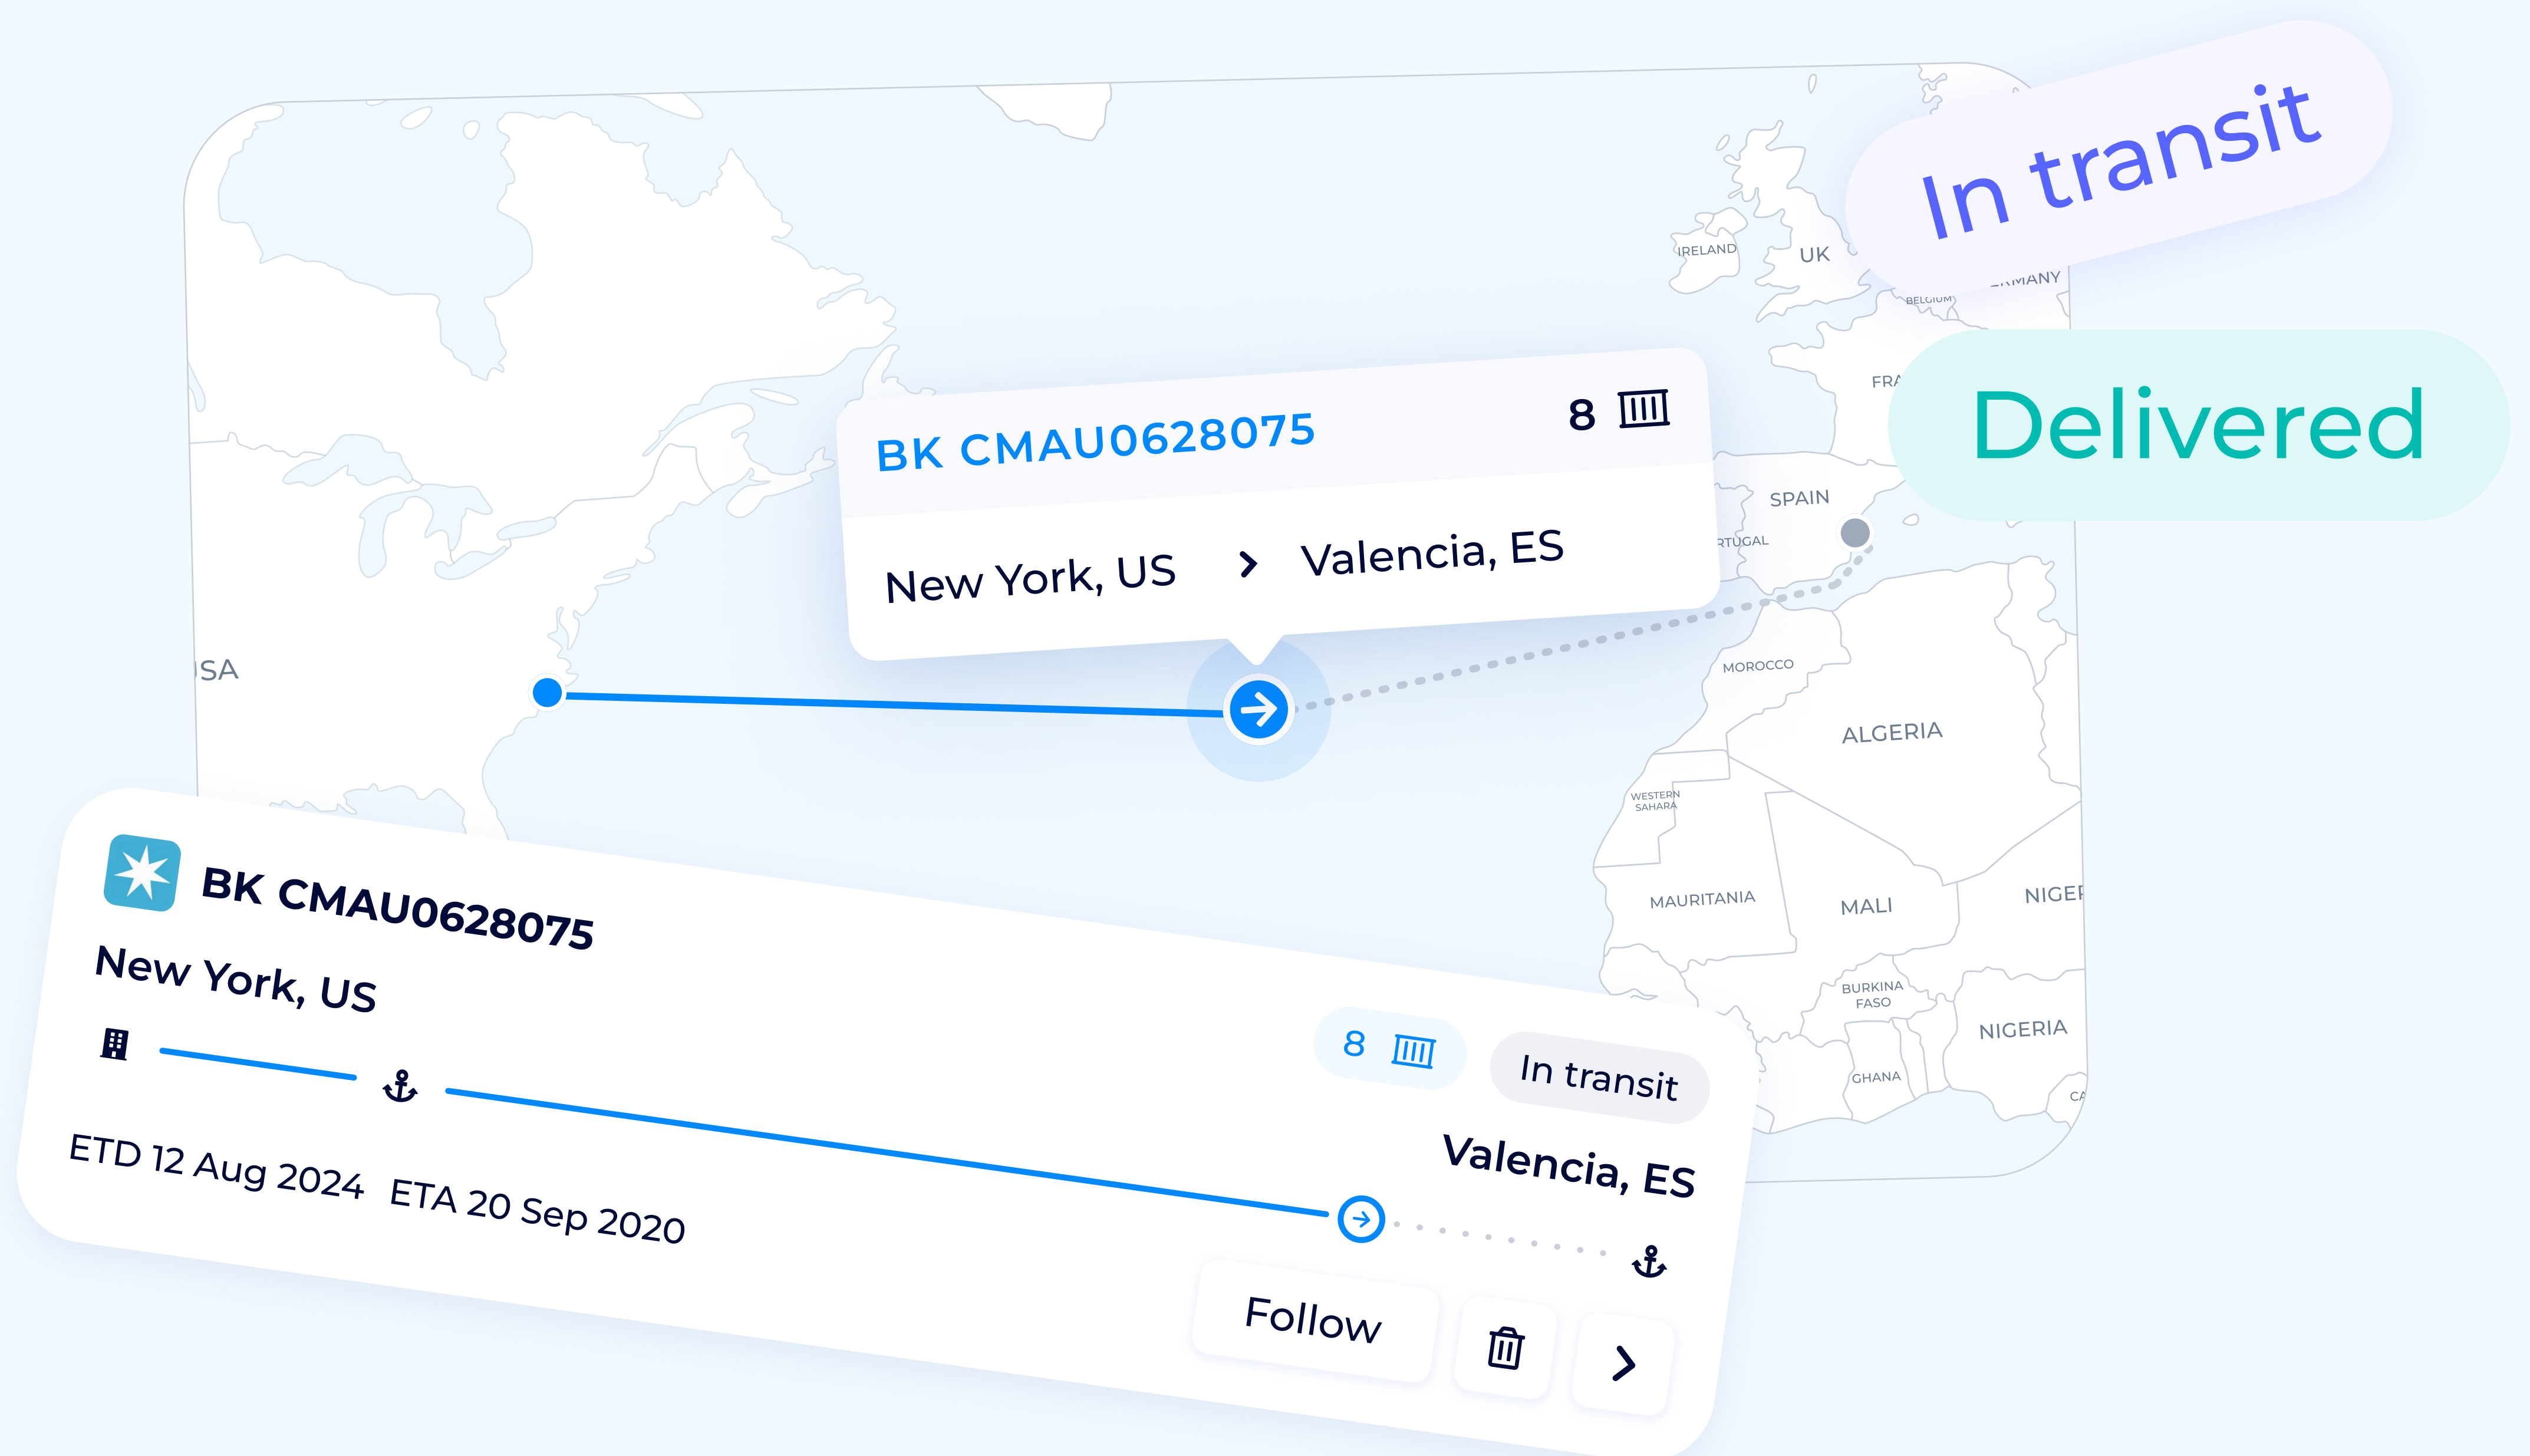 In transit
IRELAND
UK
BELGIUM
Delivered
BK CMAU0628075
8
SPAIN
New York, US
Valencia, ES
MOROCCO
ALGERIA
WESTERN
SAHARA
MAURITANIA
MALI
BURKINA
FASO
NIGERIA
GHANA
BK CMAU0628075
New York, US
8
In transit
Valencia, ES
ETD 12 Aug 2024
ETA 20 Sep 2020
Follow